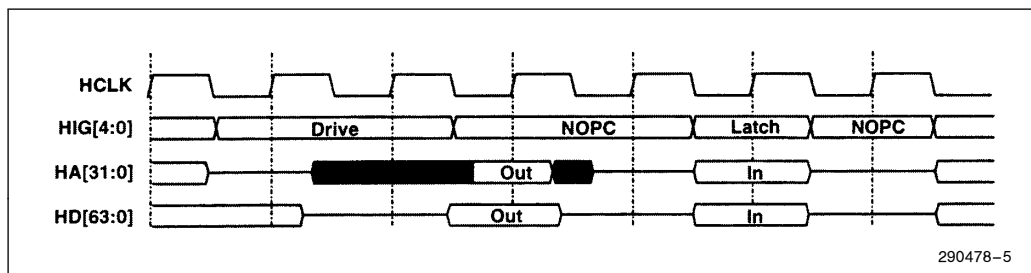 HCLK
HIG[4:0] Drive NOPC Latch NOPC
HA[31:0] Out In
HD[63:0] Out In
290478-5